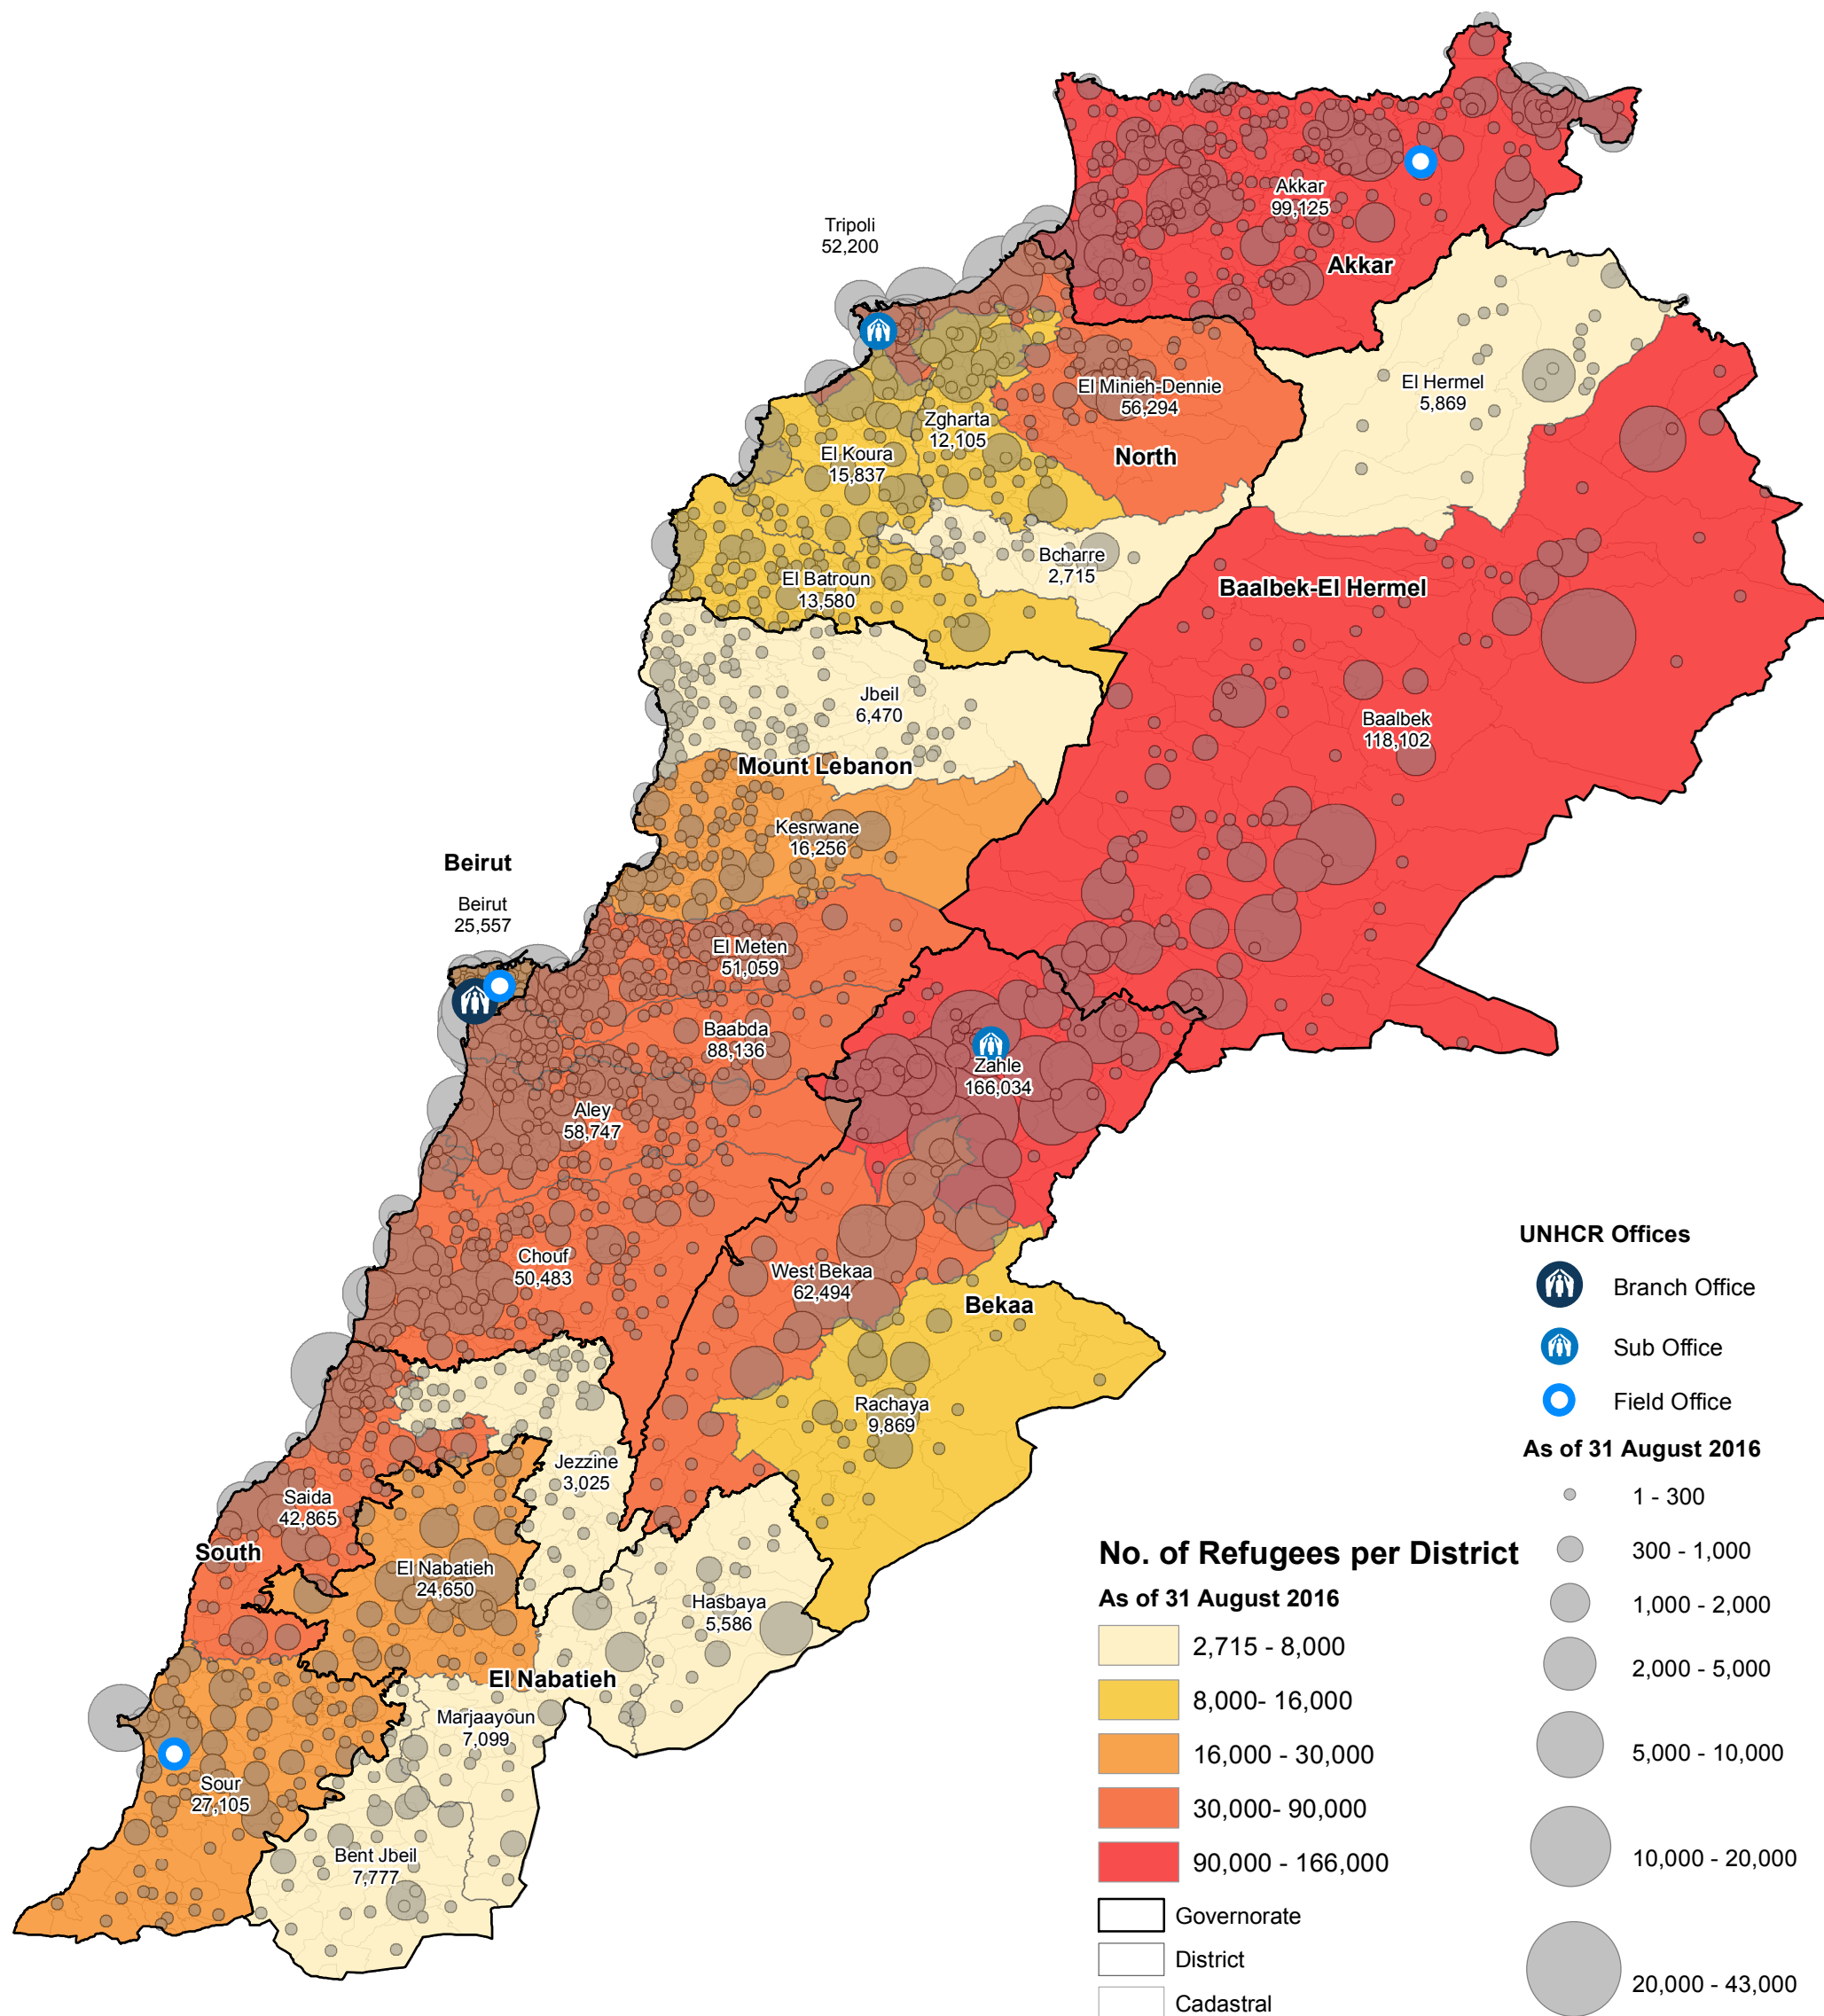 Akkar
99,125
Akkar
Tripoli
52,200
El Hermel
5,869
El Minieh-Dennie
56,294
Zgharta
12,105
El Koura
15,837
North
Bcharre
2,715
El Batroun
13,580
Baalbek-El Hermel
Jbeil
6,470
Baalbek
118,102
Mount Lebanon
Kesrwane
16,256
Beirut
Beirut
25,557
El Meten
51,059
Baabda
88,136
Zahle
166,034
Aley
58,747
Chouf
50,483
West Bekaa
62,494
Bekaa
Rachaya
9,869
Jezzine
3,025
Saida
42,865
South
El Nabatieh
24,650
Hasbaya
5,586
El Nabatieh
Marjaayoun
7,099
Sour
27,105
Bent Jbeil
7,777
UNHCR Offices
Branch Office
Sub Office
Field Office
As of 31 August 2016
1 - 300
300 - 1,000
1,000 - 2,000
2,000 - 5,000
5,000 - 10,000
10,000 - 20,000
20,000 - 43,000
No. of Refugees per District
As of 31 August 2016
2,715 - 8,000
8,000- 16,000
16,000 - 30,000
30,000- 90,000
90,000 - 166,000
Governorate
District
Cadastral